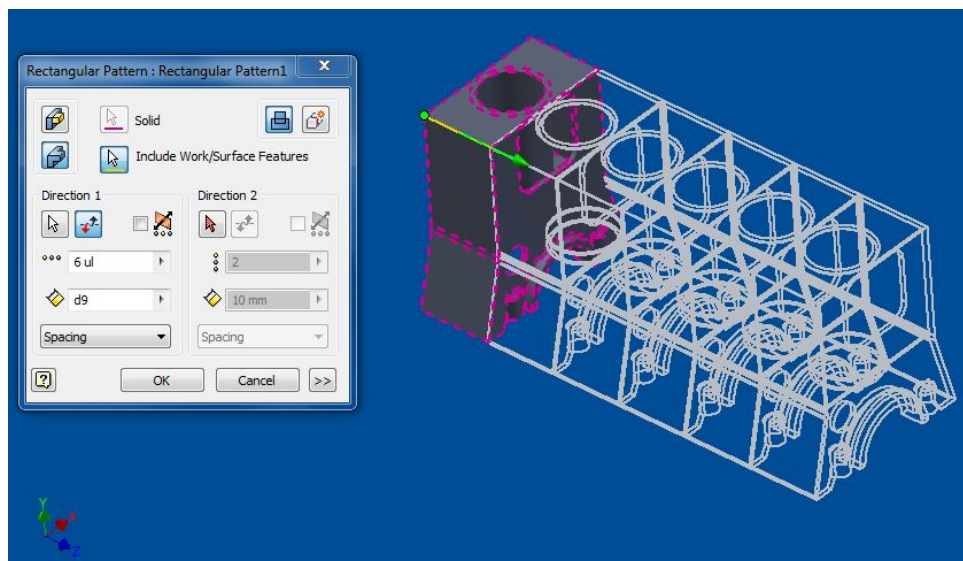 Rectangular Pattern : Rectangular Pattern1
Solid
Include Work/Surface Features
Direction 1
Direction 2
6 ul
2
d9
10 mm
Spacing
Spacing
?
OK
Cancel
>>
Y
X
Z